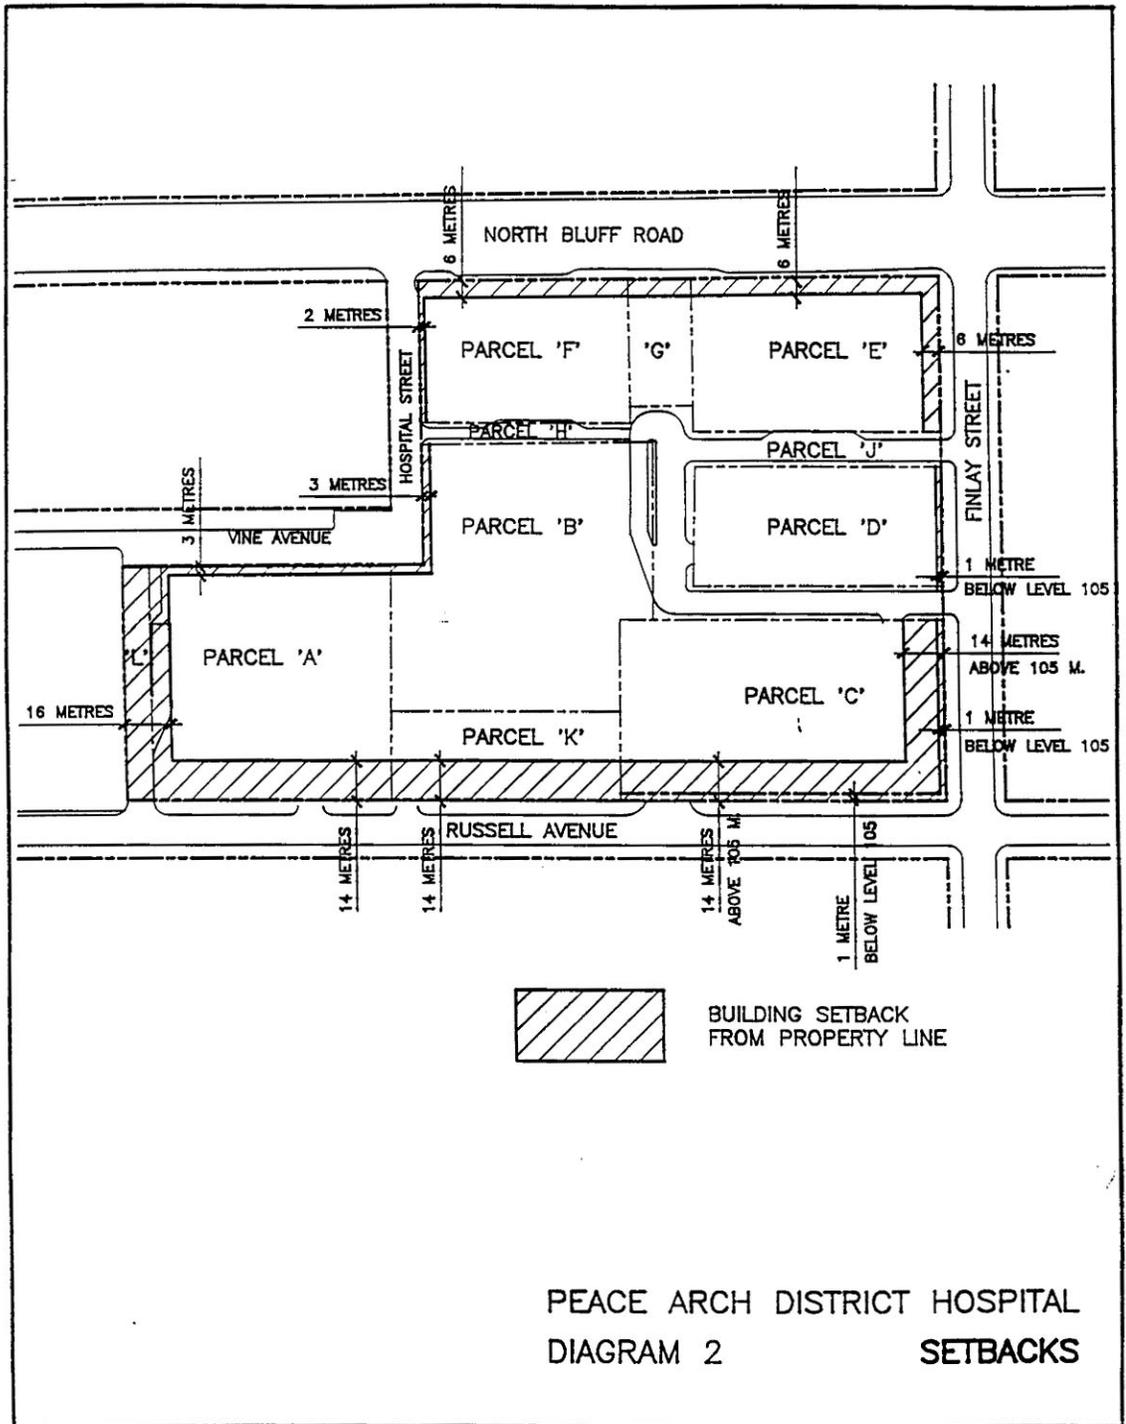 6 METRES
6 METRES
NORTH BLUFF ROAD
2 METRES
PARCEL 'F'
'G'
PARCEL 'E'
6 METRES
HOSPITAL STREET
FINLAY STREET
PARCEL 'H'
PARCEL 'J'
3 METRES
3 METRES
PARCEL 'B'
PARCEL 'D'
VINE AVENUE
1 METRE
BELOW LEVEL 105
'L'
PARCEL 'A'
14 METRES
ABOVE 105 M.
PARCEL 'C'
16 METRES
1 METRE
BELOW LEVEL 105
PARCEL 'K'
RUSSELL AVENUE
14 METRES
14 METRES
14 METRES
ABOVE 105 M.
1 METRE
BELOW LEVEL 105
BUILDING SETBACK
FROM PROPERTY LINE
PEACE ARCH DISTRICT HOSPITAL
DIAGRAM 2 SETBACKS